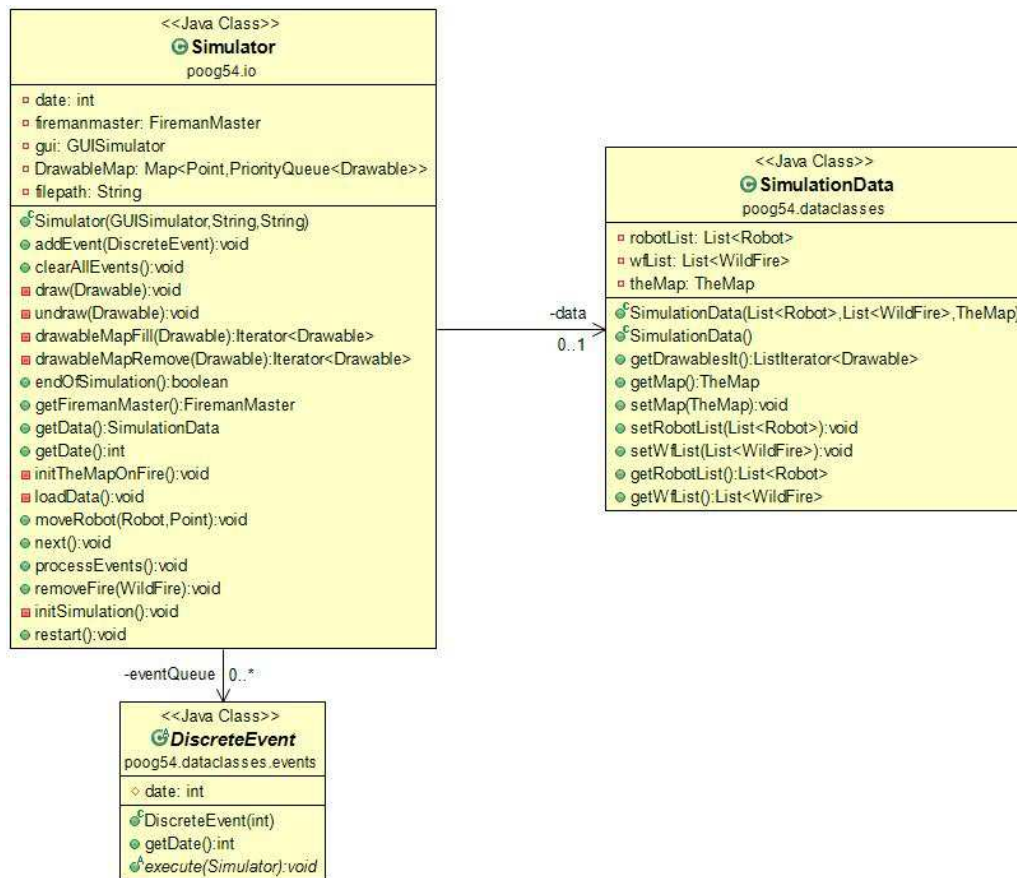 <<Java Class>>
Simulator
poog54.io
date: int
firemanmaster: FiremanMaster
gui: GUISimulator
DrawableMap: Map<Point,PriorityQueue<Drawable>>
filepath: String
Simulator(GUISimulator,String,String)
addEvent(DiscreteEvent):void
clearAllEvents():void
draw(Drawable):void
undraw(Drawable):void
drawableMapFill(Drawable):Iterator<Drawable>
drawableMapRemove(Drawable):Iterator<Drawable>
endOfSimulation():boolean
getFiremanMaster():FiremanMaster
getData():SimulationData
getDate():int
initTheMapOnFire():void
loadData():void
moveRobot(Robot,Point):void
next():void
processEvents():void
removeFire(WildFire):void
initSimulation():void
restart():void
-data
0..1
<<Java Class>>
SimulationData
poog54.dataclasses
robotList: List<Robot>
wfList: List<WildFire>
theMap: TheMap
SimulationData(List<Robot>,List<WildFire>,TheMap)
SimulationData()
getDrawablesIt():ListIterator<Drawable>
getMap():TheMap
setMap(TheMap):void
setRobotList(List<Robot>):void
setWfList(List<WildFire>):void
getRobotList():List<Robot>
getWfList():List<WildFire>
-eventQueue 0..*
<<Java Class>>
DiscreteEvent
poog54.dataclasses.events
date: int
DiscreteEvent(int)
getDate():int
execute(Simulator):void